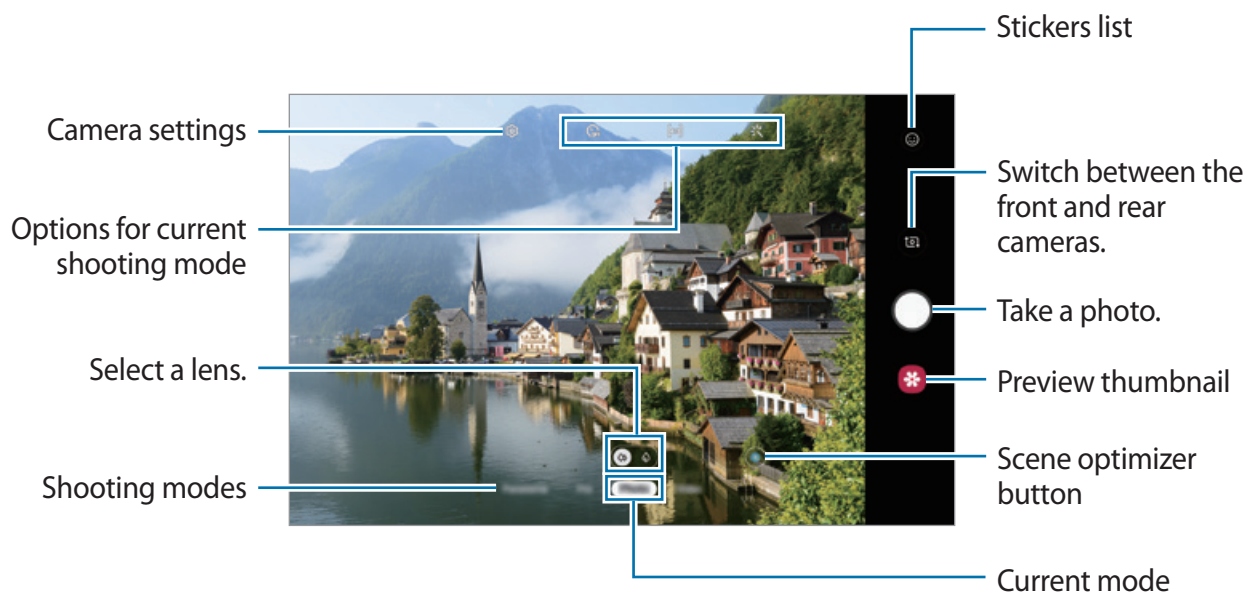 Stickers list
Camera settings
Switch between the
front and rear
cameras.
Options for current
shooting mode
Take a photo.
Select a lens.
Preview thumbnail
Scene optimizer
button
Shooting modes
Current mode